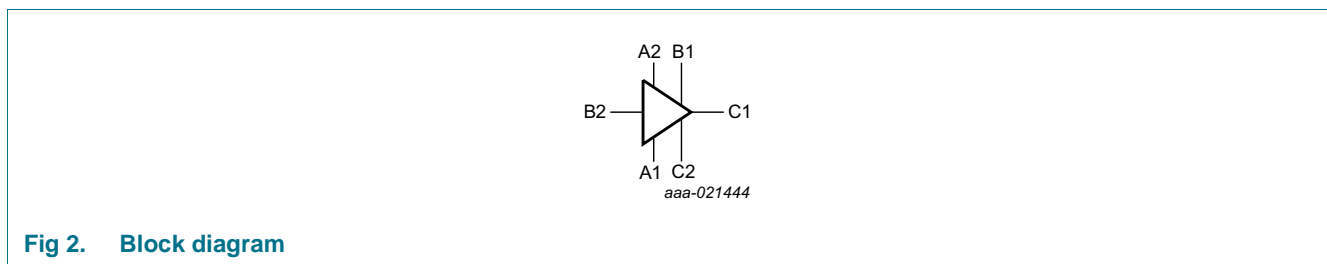 A2 B1
B2 C1
A1 C2
aaa-021444
Fig 2. Block diagram